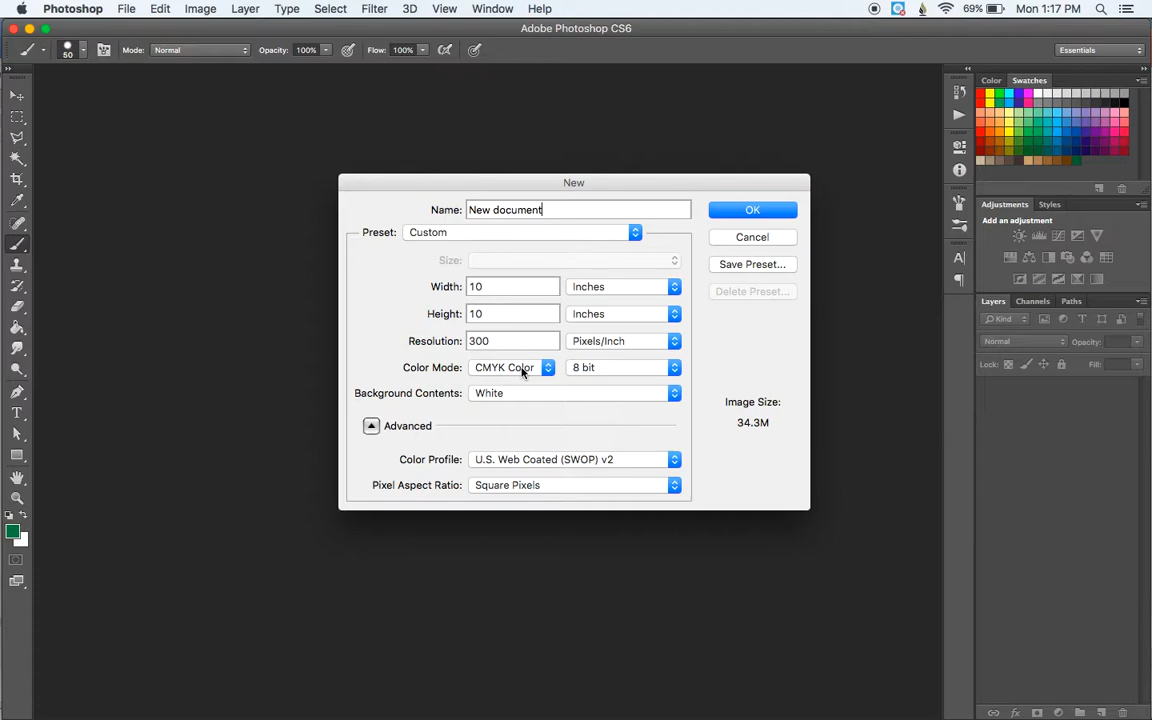 Photoshop File Edit Image Layer Type Select Filter 3D View Window Help 69% Mon 1:17 PM
Adobe Photoshop CS6
50 Mode: Normal Opacity: 100% Flow: 100% Essentials
Color Swatches
New
Name: New document OK
Preset: Custom Cancel
Size: Save Preset...
Width: 10 Inches Delete Preset...
Height: 10 Inches
Resolution: 300 Pixels/Inch
Color Mode: CMYK Color 8 bit
Background Contents: White
Image Size:
34.3M
Advanced
Color Profile: U.S. Web Coated (SWOP) v2
Pixel Aspect Ratio: Square Pixels
Adjustments Styles
Add an adjustment
Layers Channels Paths
Kind
Normal Opacity:
Lock: Fill: